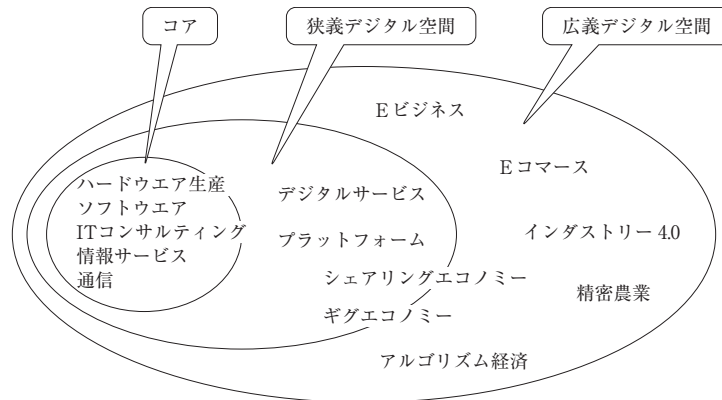 コア
狭義デジタル空間
広義デジタル空間
Eビジネス
Eコマース
ハードウエア生産
ソフトウエア
ITコンサルティング
情報サービス
通信
デジタルサービス
プラットフォーム
インダストリー 4.0
シェアリングエコノミー
精密農業
ギグエコノミー
アルゴリズム経済